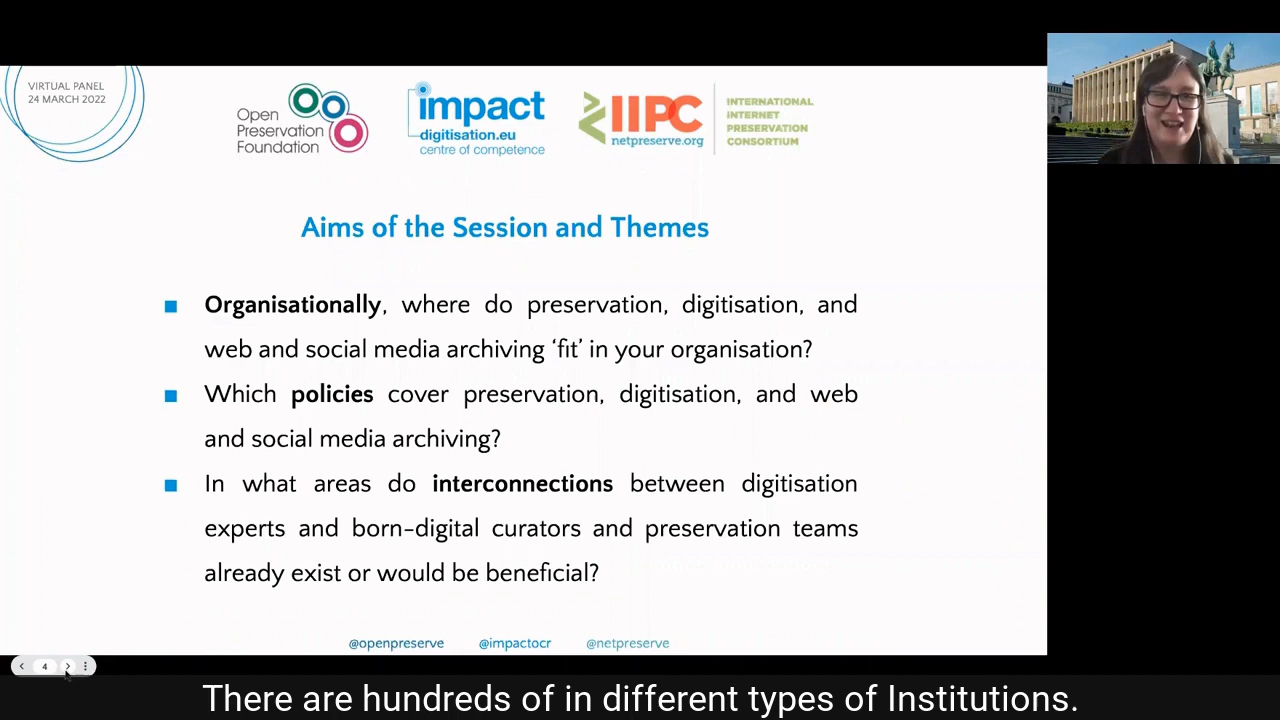 VIRTUAL PANEL
24 MARCH 2022
Open
Preservation
Foundation
impact
digitisation.eu
centre of competence
IIPC
netpreserve.org
INTERNATIONAL
INTERNET
PRESERVATION
CONSORTIUM
Aims of the Session and Themes
Organisationally, where do preservation, digitisation, and
web and social media archiving ‘fit’ in your organisation?
Which policies cover preservation, digitisation, and web
and social media archiving?
In what areas do interconnections between digitisation
experts and born-digital curators and preservation teams
already exist or would be beneficial?
@openpreserve @impactocr @netpreserve
4
There are hundreds of in different types of Institutions.